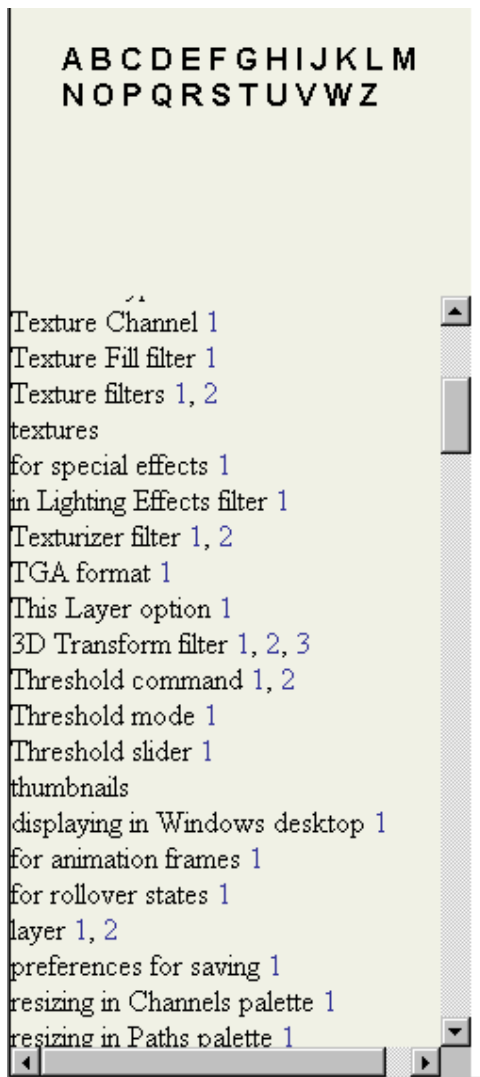 A B C D E F G H I J K L M
N O P Q R S T U V W Z
Texture Channel 1
Texture Fill filter 1
Texture filters 1, 2
textures
for special effects 1
in Lighting Effects filter 1
Texturizer filter 1, 2
TGA format 1
This Layer option 1
3D Transform filter 1, 2, 3
Threshold command 1, 2
Threshold mode 1
Threshold slider 1
thumbnails
displaying in Windows desktop 1
for animation frames 1
for rollover states 1
layer 1, 2
preferences for saving 1
resizing in Channels palette 1
resizing in Paths palette 1